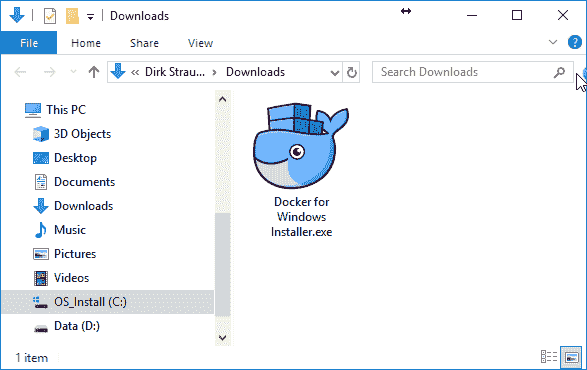 Downloads
File Home Share View
« Dirk Strau... > Downloads
Search Downloads
This PC
3D Objects
Desktop
Documents
Downloads
Music
Pictures
Videos
OS_Install (C:)
Data (D:)
Docker for
Windows
Installer.exe
1 item